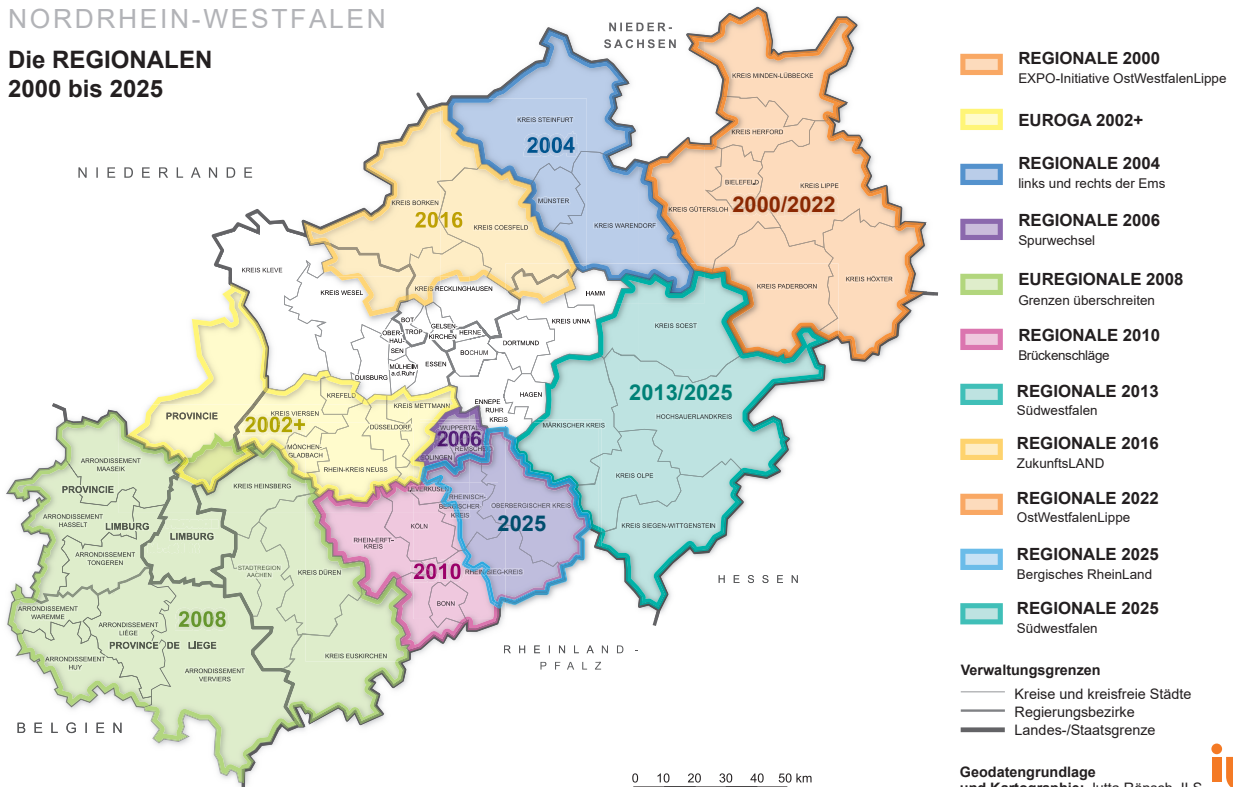 NORDRHEIN-WESTFALEN
Die REGIONALEN
2000 bis 2025
NIEDER-
SACHSEN
NIEDERLANDE
HESSEN
RHEINLAND-
PFALZ
BELGIEN
KREIS MINDEN-LÜBBECKE
KREIS HERFORD
BIELEFELD
KREIS LIPPE
KREIS GÜTERSLOH
2000/2022
KREIS PADERBORN
KREIS HÖXTER
KREIS STEINFURT
2004
MÜNSTER
KREIS WARENDORF
KREIS BORKEN
2016
KREIS COESFELD
KREIS KLEVE
KREIS WESEL
KREIS RECKLINGHAUSEN
HAMM
KREIS UNNA
BOT
TROP
OBER-
HAU-
SEN
GELSEN
KIRCHEN
HERNE
DORTMUND
BOCHUM
MÜLHEIM
a.d.Ruhr
ESSEN
DUISBURG
HAGEN
ENNEPE
RUHR
KREIS
KREIS SOEST
2013/2025
HOCHSAUERLANDKREIS
MÄRKISCHER KREIS
KREIS OLPE
KREIS SIEGEN-WITTGENSTEIN
PROVINCIE
KREFELD
KREIS VIERSEN
2002+
KREIS METTMANN
DÜSSELDORF
MÖNCHEN
GLADBACH
RHEIN-KREIS NEUSS
WUPPERTAL
2006
REMSCHEID
SOLINGEN
LEVERKUSEN
RHEINISCH-
BERGISCHER
KREIS
OBERBERGISCHER KREIS
2025
KÖLN
RHEIN-ERFT-
KREIS
2010
RHEIN-SIEG-KREIS
BONN
ARRONDISSEMENT
MAASEIK
PROVINCIE
ARRONDISSEMENT
HASSELT
LIMBURG
LIMBURG
ARRONDISSEMENT
TONGEREN
KREIS HEINSBERG
STADTREGION
AACHEN
KREIS DÜREN
ARRONDISSEMENT
WAREMME
2008
ARRONDISSEMENT
LIÈGE
PROVINCE DE LIEGE
ARRONDISSEMENT
HUY
ARRONDISSEMENT
VERVIERS
KREIS EUSKIRCHEN
REGIONALE 2000
EXPO-Initiative OstWestfalenLippe
EUROGA 2002+
REGIONALE 2004
links und rechts der Ems
REGIONALE 2006
Spurwechsel
EUREGIONALE 2008
Grenzen überschreiten
REGIONALE 2010
Brückenschläge
REGIONALE 2013
Südwestfalen
REGIONALE 2016
ZukunftsLAND
REGIONALE 2022
OstWestfalenLippe
REGIONALE 2025
Bergisches RheinLand
REGIONALE 2025
Südwestfalen
Verwaltungsgrenzen
Kreise und kreisfreie Städte
Regierungsbezirke
Landes-/Staatsgrenze
0 10 20 30 40 50 km
Geodatengrundlage
und Kartographie: Jutta Rönsch, ILS